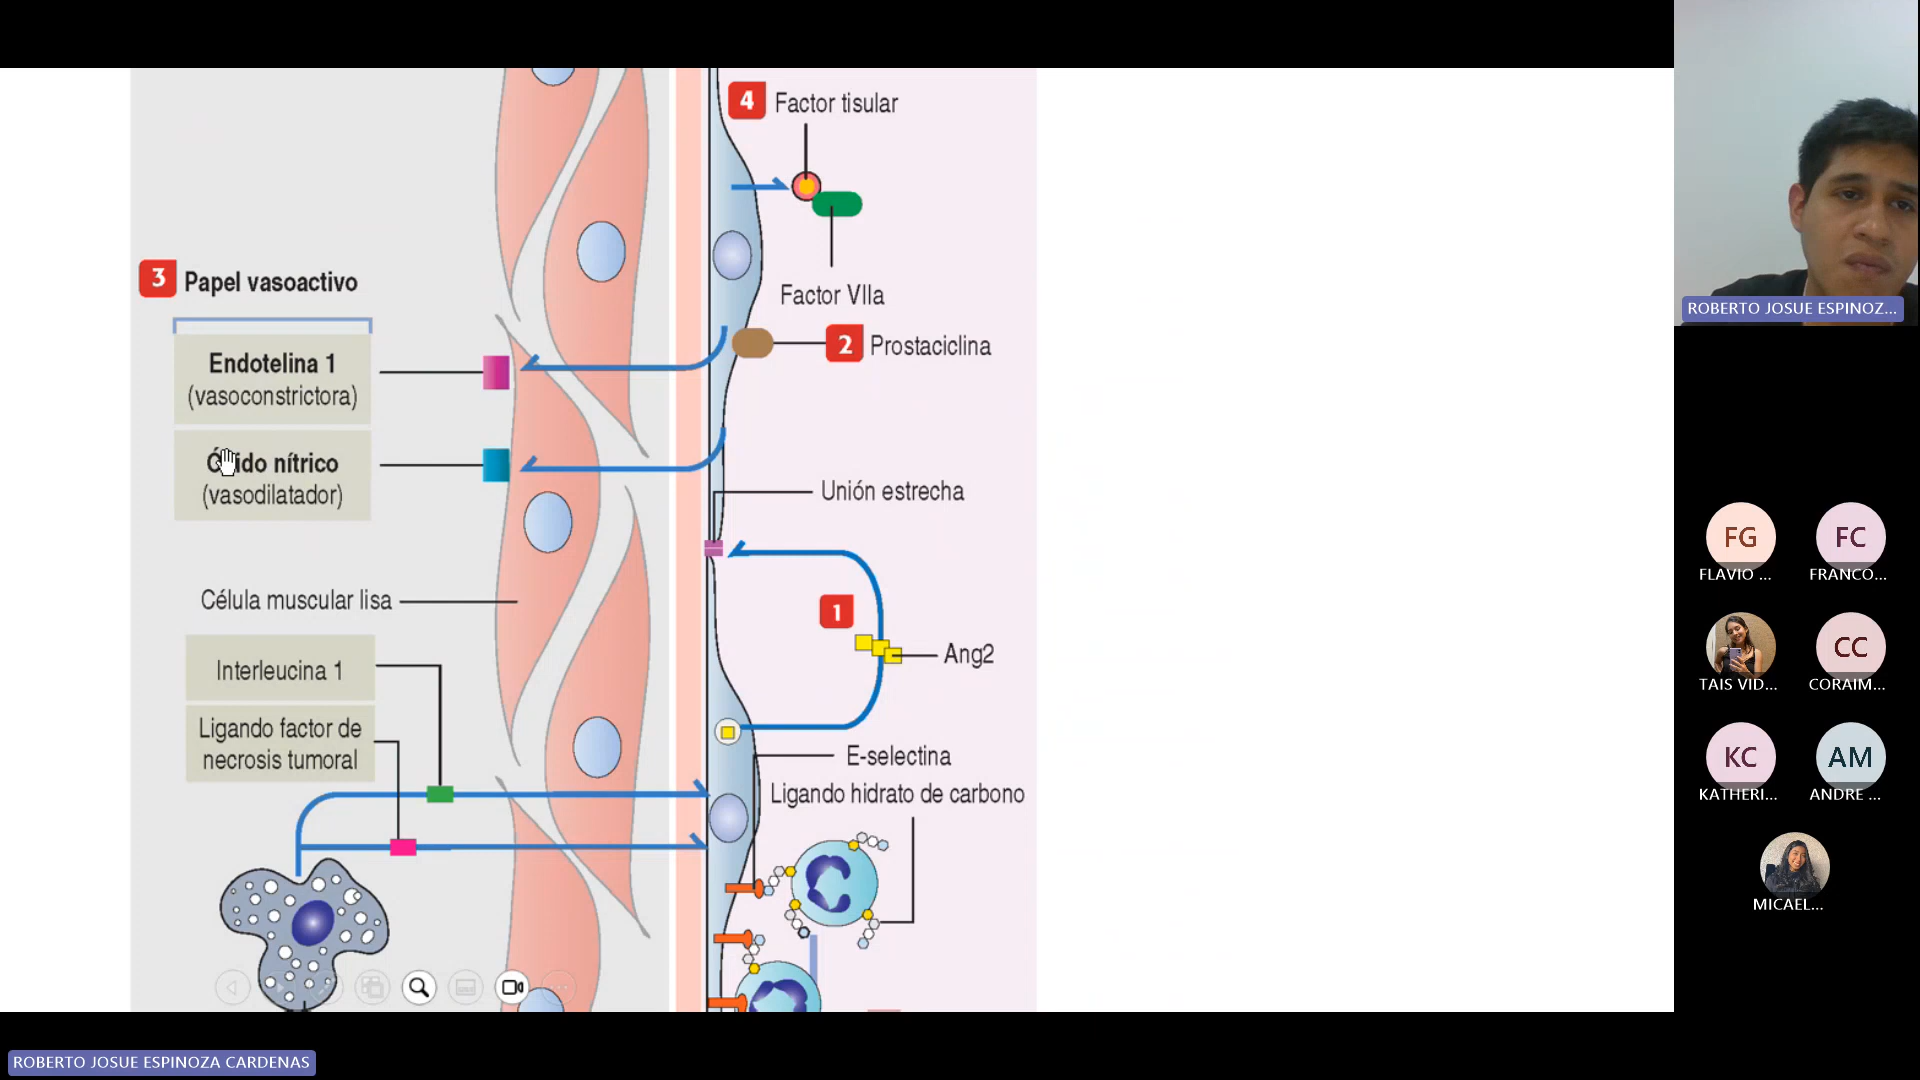 4 Factor tisular
Factor VIIa
3 Papel vasoactivo
Endotelina 1
(vasoconstrictora)
2 Prostaciclina
nítrico
(vasodilatador)
Unión estrecha
Célula muscular lisa
1
Ang2
Interleucina 1
Ligando factor de
necrosis tumoral
E-selectina
Ligando hidrato de carbono
ROBERTO JOSUE ESPINOZ...
FG
FLAVIO ...
FC
FRANCO...
TAIS VID...
CC
CORAIM...
KC
KATHERI...
AM
ANDRE ...
MICAEL...
ROBERTO JOSUE ESPINOZA CARDENAS